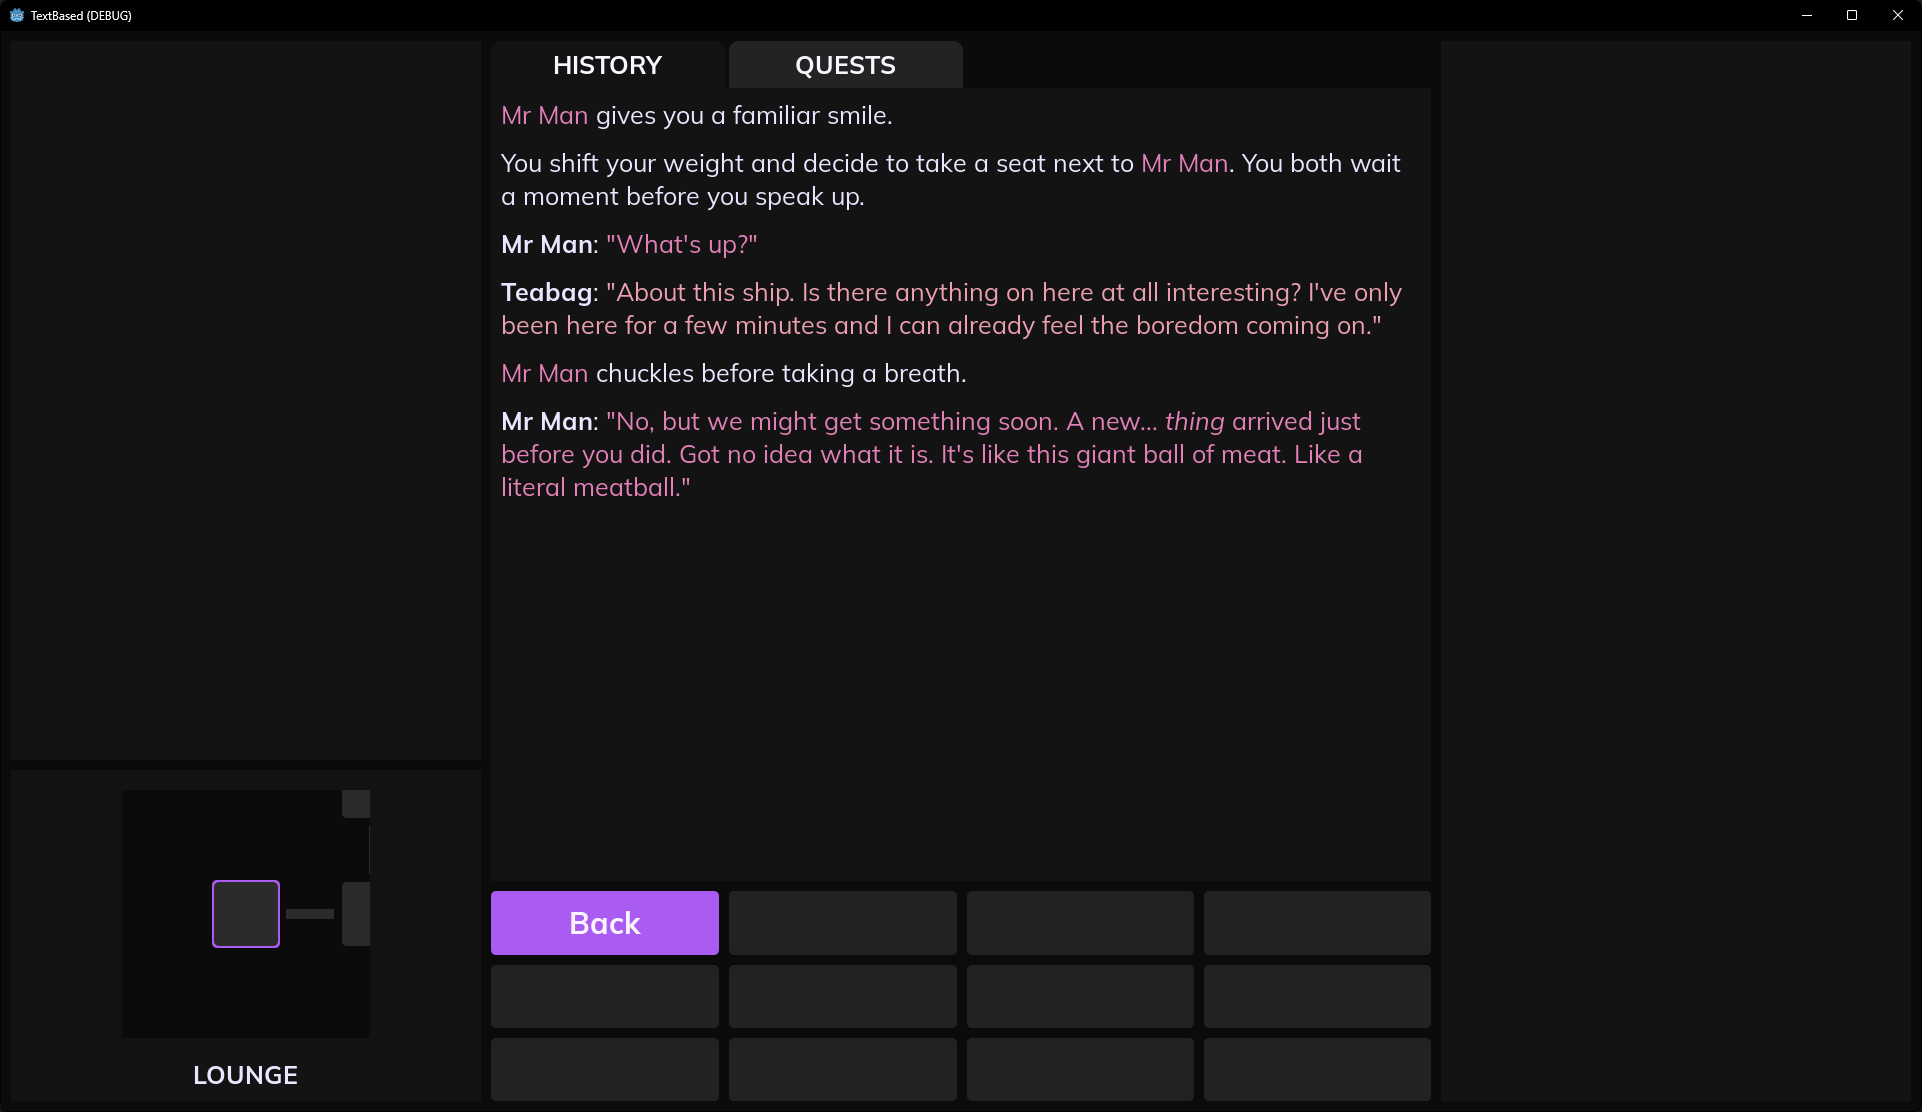 TextBased (DEBUG)
HISTORY
QUESTS
Mr Man gives you a familiar smile.
You shift your weight and decide to take a seat next to Mr Man. You both wait
a moment before you speak up.
Mr Man: "What's up?"
Teabag: "About this ship. Is there anything on here at all interesting? I've only
been here for a few minutes and I can already feel the boredom coming on."
Mr Man chuckles before taking a breath.
Mr Man: "No, but we might get something soon. A new... thing arrived just
before you did. Got no idea what it is. It's like this giant ball of meat. Like a
literal meatball."
Back
LOUNGE